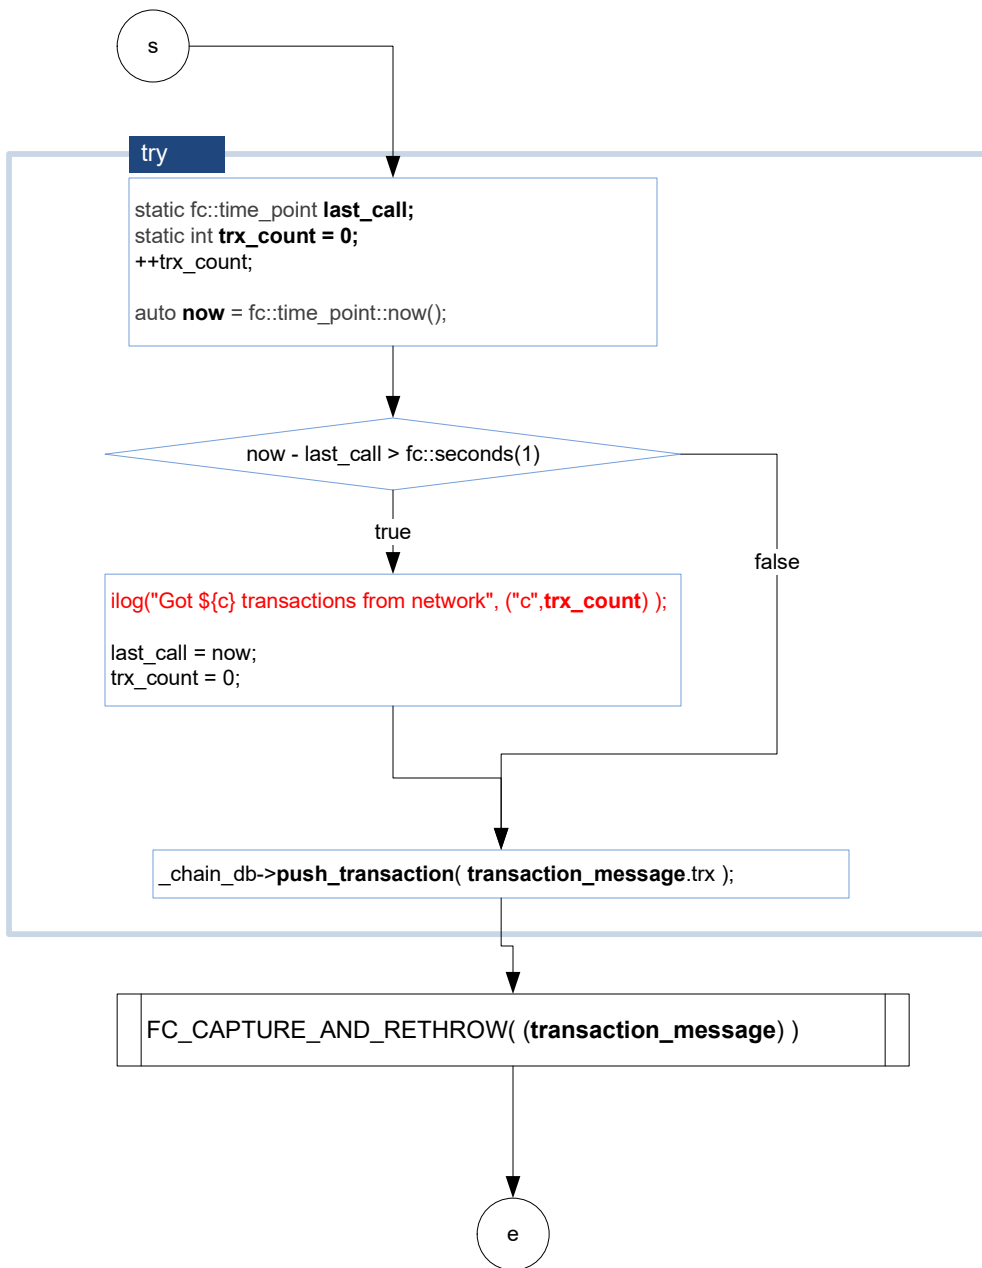 s
try
static fc::time_point last_call;
static int trx_count = 0;
++trx_count;
auto now = fc::time_point::now();
now - last_call > fc::seconds(1)
true
false
ilog("Got ${c} transactions from network", ("c",trx_count) );
last_call = now;
trx_count = 0;
_chain_db->push_transaction( transaction_message.trx );
FC_CAPTURE_AND_RETHROW( (transaction_message) )
e